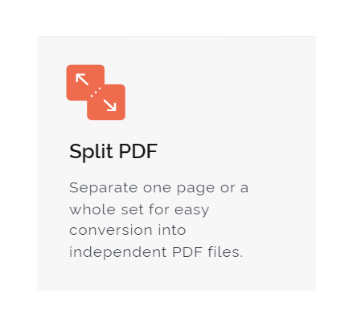 Split PDF
Separate one page or a
whole set for easy
conversion into
independent PDF files.